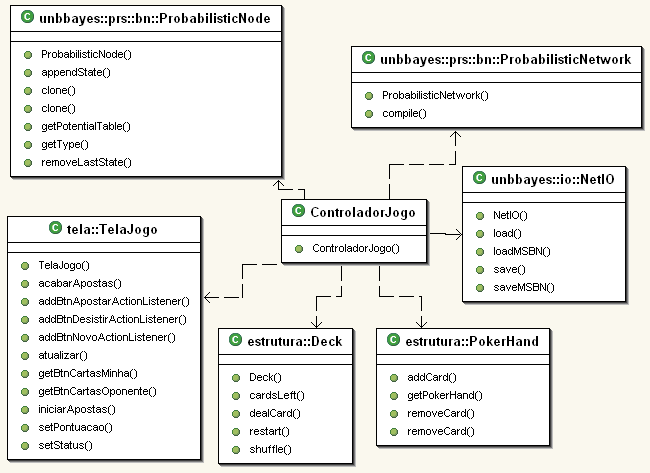 C unbbayes::prs::bn::ProbabilisticNode
ProbabilisticNode()
appendState()
clone()
clone()
getPotentialTable()
getType()
removeLastState()
C unbbayes::prs::bn::ProbabilisticNetwork
ProbabilisticNetwork()
compile()
C unbbayes::io::NetIO
NetIO()
load()
loadMSBN()
save()
saveMSBN()
C ControladorJogo
ControladorJogo()
C tela::TelaJogo
TelaJogo()
acabarApostas()
addBtnApostarActionListener()
addBtnDesistirActionListener()
addBtnNovoActionListener()
atualizar()
getBtnCartasMinha()
getBtnCartasOponente()
iniciarApostas()
setPontuacao()
setStatus()
C estrutura::Deck
Deck()
cardsLeft()
dealCard()
restart()
shuffle()
C estrutura::PokerHand
addCard()
getPokerHand()
removeCard()
removeCard()